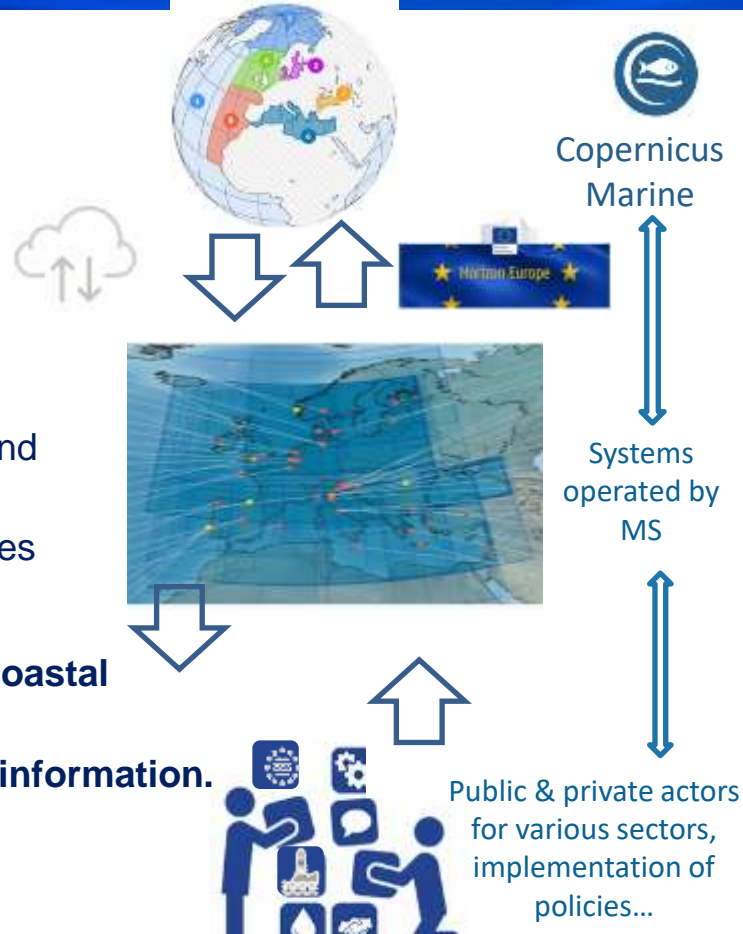 Copernicus
Marine
Horizon Europe
nd
es
Systems
operated by
MS
oastal
information.
Public & private actors
for various sectors,
implementation of
policies…